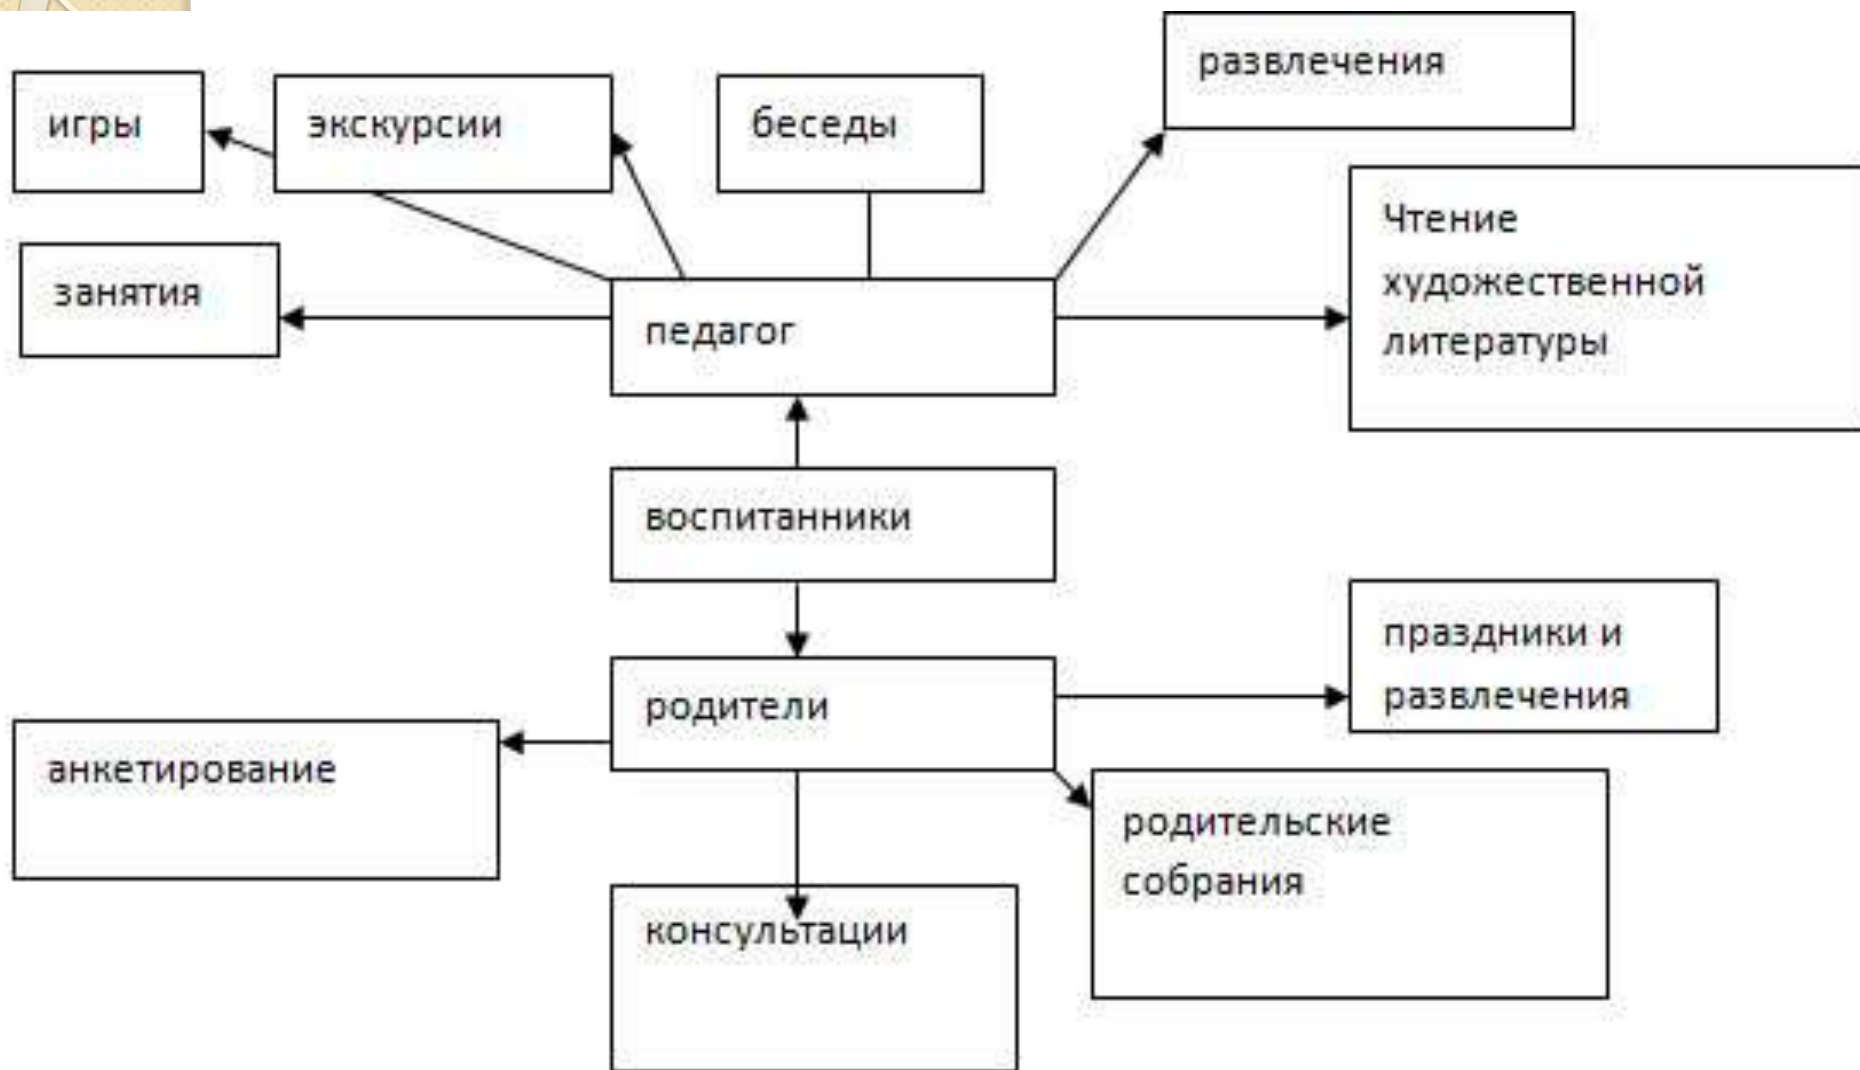 развлечения
игры
экскурсии
беседы
Чтение
художественной
литературы
занятия
педагог
воспитанники
праздники и
развлечения
родители
анкетирование
родительские
собрания
консультации